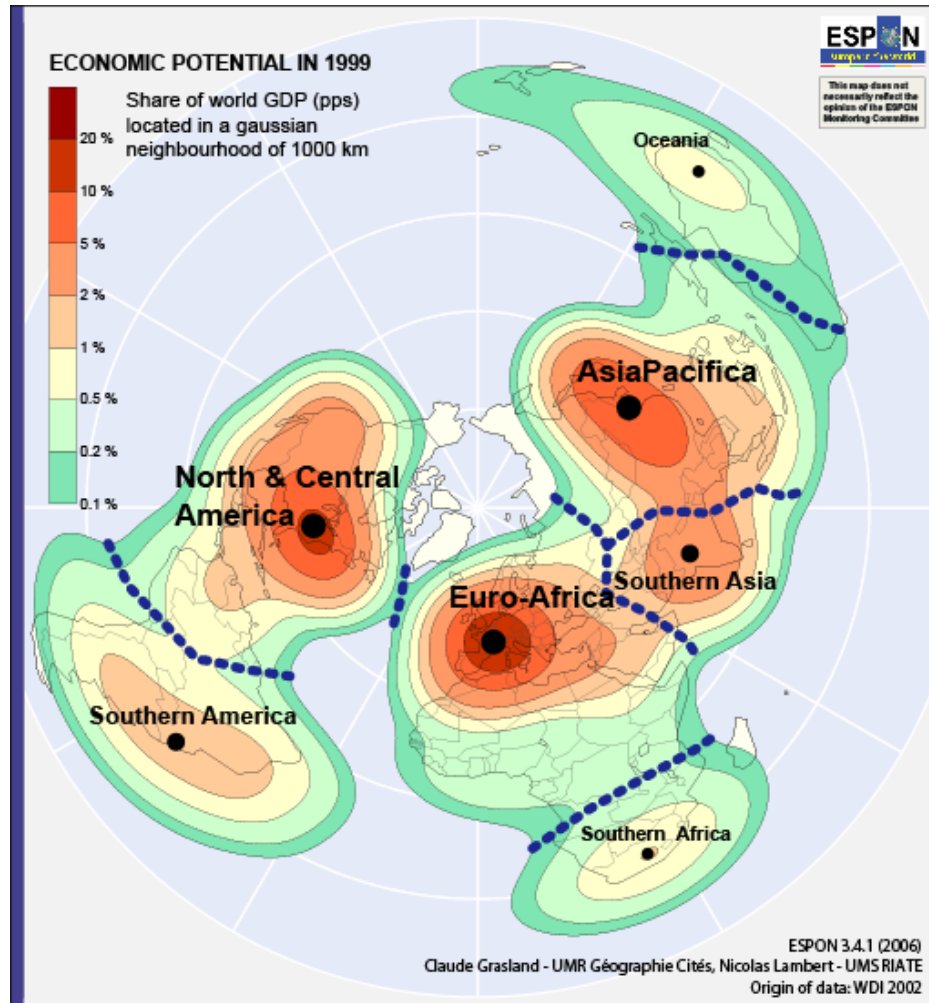 ECONOMIC POTENTIAL IN 1999
Share of world GDP (pps)
located in a gaussian
neighbourhood of 1000 km
20 %
10 %
5 %
2 %
1 %
0.5 %
0.2 %
0.1 %
ESPON
This map does not
necessarily reflect the
opinion of the ESPON
Monitoring Committee
Oceania
AsiaPacifica
North & Central
America
Euro-Africa
Southern Asia
Southern America
Southern Africa
ESPON 3.4.1 (2006)
Claude Grasland - UMR Géographie Cités, Nicolas Lambert - UMS RIATE
Origin of data: WDI 2002